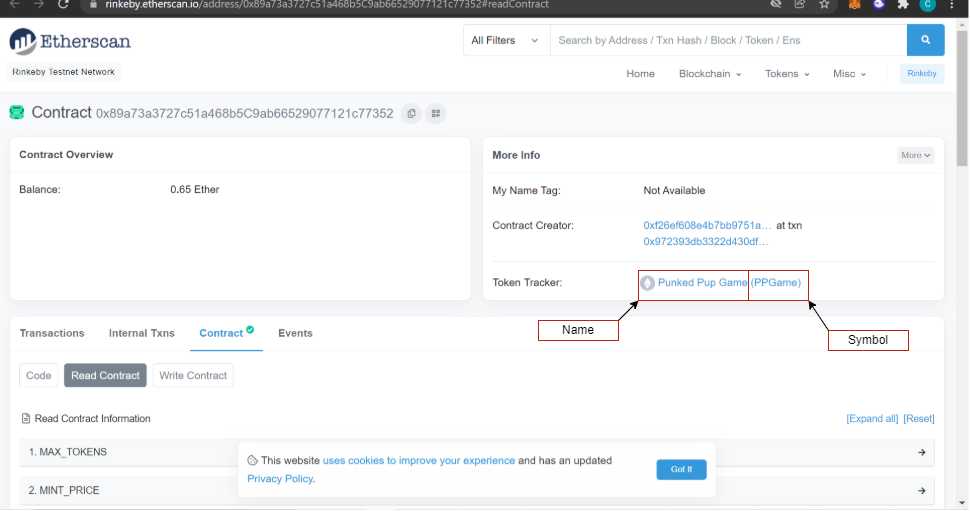 rinkeby.etherscan.io/address/0x89a73a3727c51a468b5C9ab66529077121c77352#readContract
C
Etherscan
All Filters
Search by Address / Txn Hash / Block / Token / Ens
Rinkeby Testnet Network
Home Blockchain Tokens Misc Rinkeby
Contract 0x89a73a3727c51a468b5C9ab66529077121c77352
Contract Overview
Balance: 0.65 Ether
More Info
More
My Name Tag: Not Available
Contract Creator: 0xf26ef608e4b7bb9751a... at txn
0x972393db3322d430df...
Token Tracker: Punked Pup Game (PPGame)
Name
Symbol
Transactions Internal Txns Contract Events
Code Read Contract Write Contract
Read Contract Information
[Expand all] [Reset]
1. MAX_TOKENS
2. MINT_PRICE
This website uses cookies to improve your experience and has an updated
Privacy Policy.
Got It